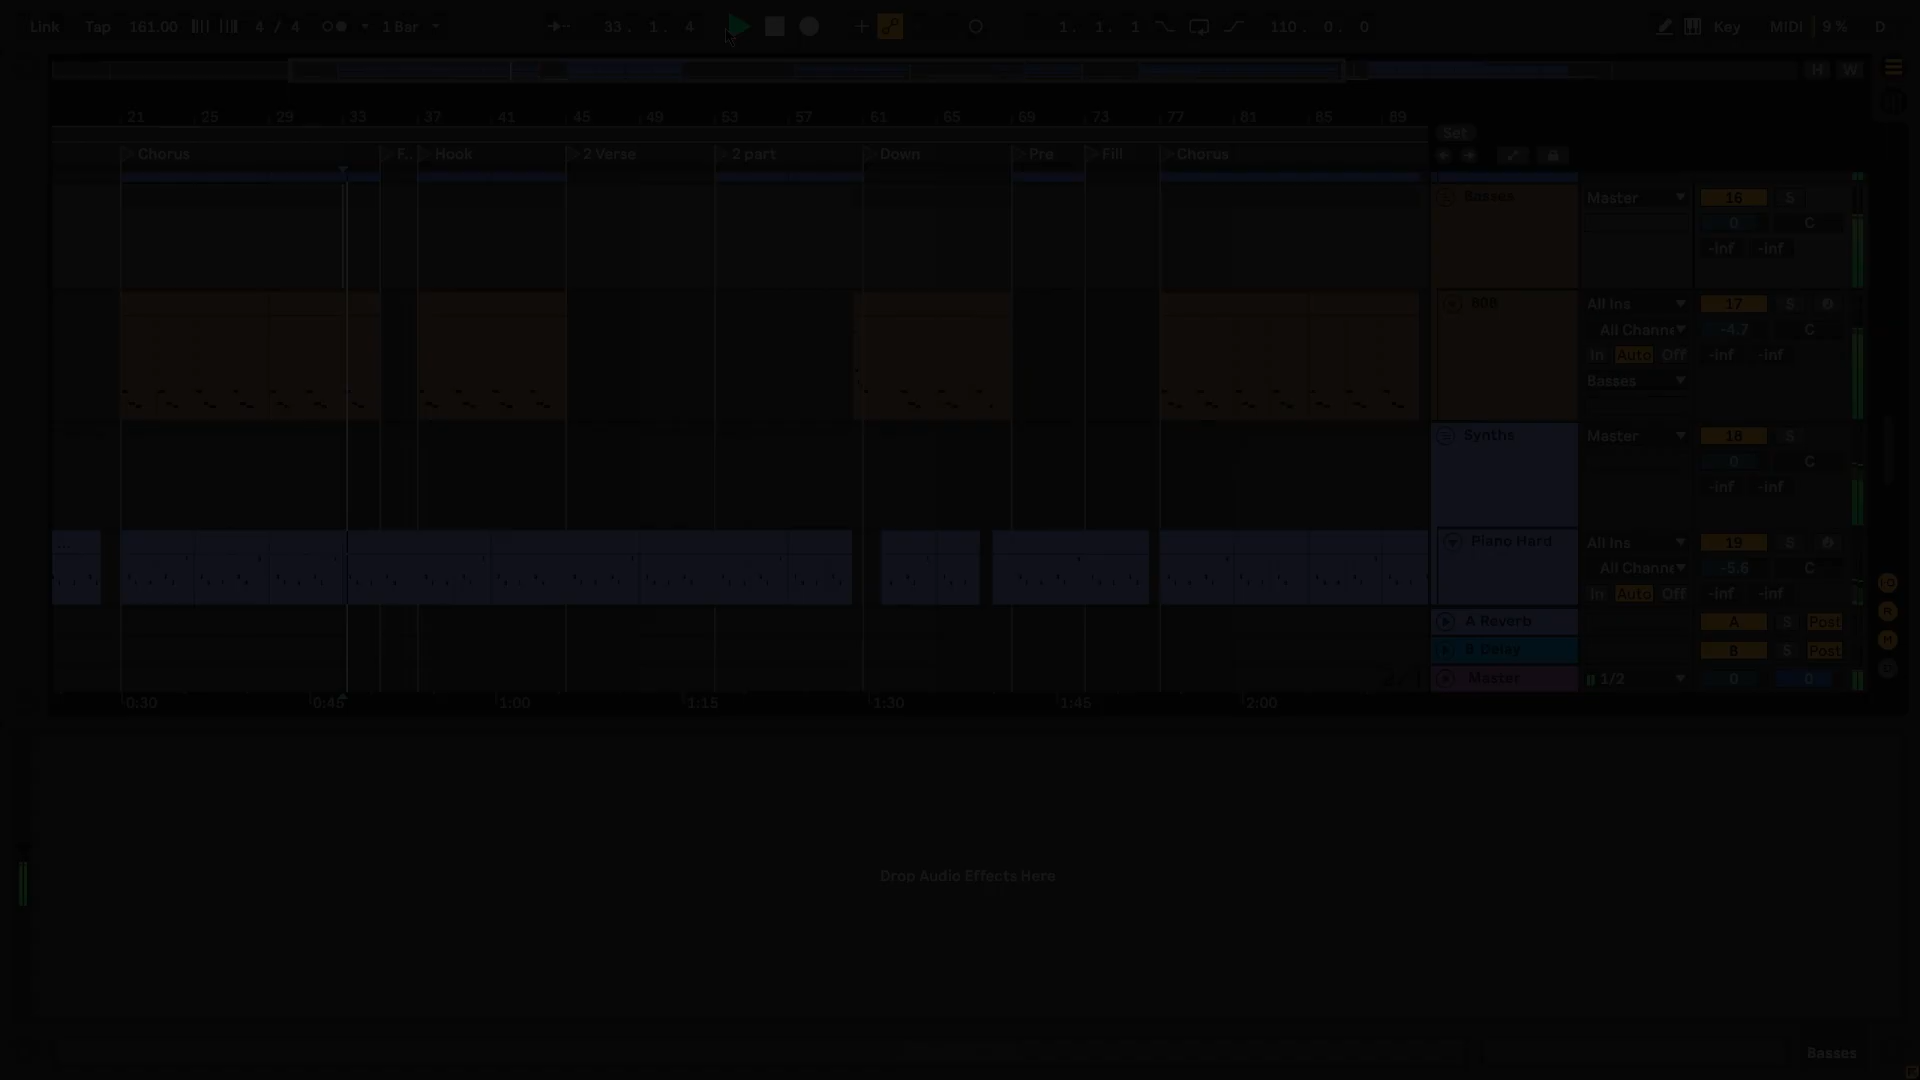 Link Tap 161.00 4 / 4 1 Bar 33. 1. 4 1. 1. 1 110. 0. 0 Key MIDI 9 % D
H W
21 25 29 33 37 41 45 49 53 57 61 65 69 73 77 81 85 89
Set
Chorus F.. Hook 2 Verse 2 part Down Pre Fill Chorus
Basses Master 16 S
0 C
-inf -inf
808 All Ins 17 S
All Channe -4.7 C
In Auto Off -inf -inf
Basses
Synths Master 18 S
0 C
-inf -inf
Piano Hard All Ins 19 S
All Channe -5.6 C
In Auto Off -inf -inf
A Reverb A S Post
B Delay B S Post
Master 1/2 0 0
0:30 0:45 1:00 1:15 1:30 1:45 2:00
Drop Audio Effects Here
Basses